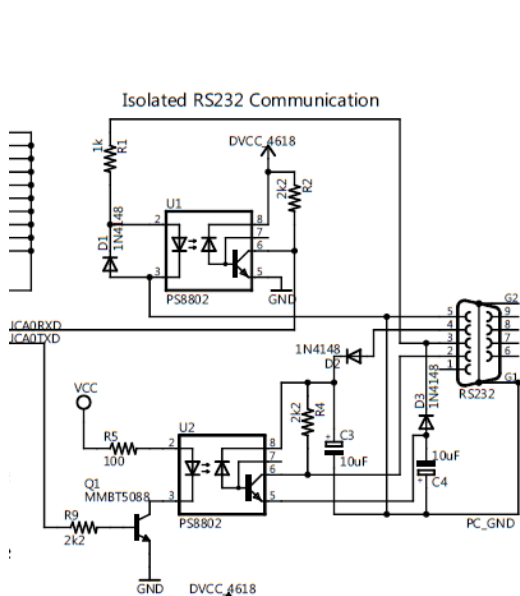 Isolated RS232 Communication
1k
R1
DVCC_4618
2k2
R2
U1
2
8
7
6
3
5
D1
1N4148
PS8802
GND
UCA0RXD
UCA0TXD
1N4148
D2
5
4
3
2
1
9
8
7
6
G2
G1
RS232
D3
1N4148
VCC
R5
100
U2
2
8
7
6
3
5
2k2
R4
C3
10uF
10uF
C4
Q1
MMBT5088
PS8802
R9
2k2
PC_GND
GND
DVCC_4618